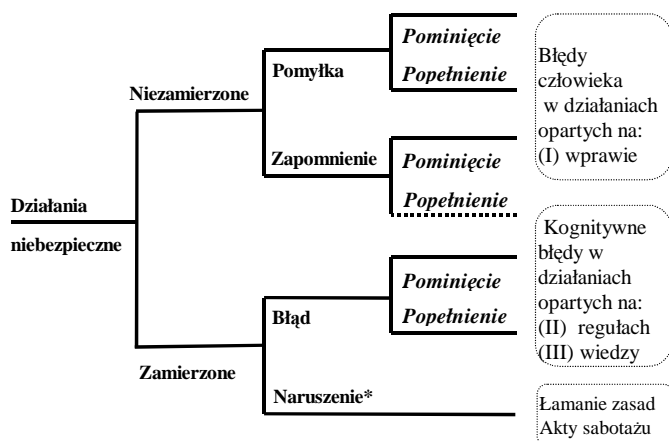 Działania
niebezpieczne
Niezamierzone
Zamierzone
Pomyłka
Zapomnienie
Błąd
Naruszenie*
Pominięcie
Popełnienie
Pominięcie
Popełnienie
Pominięcie
Popełnienie
Błędy
człowieka
w działaniach
opartych na:
(I) wprawie
Kognitywne
błędy w
działaniach
opartych na:
(II) regułach
(III) wiedzy
Łamanie zasad
Akty sabotażu